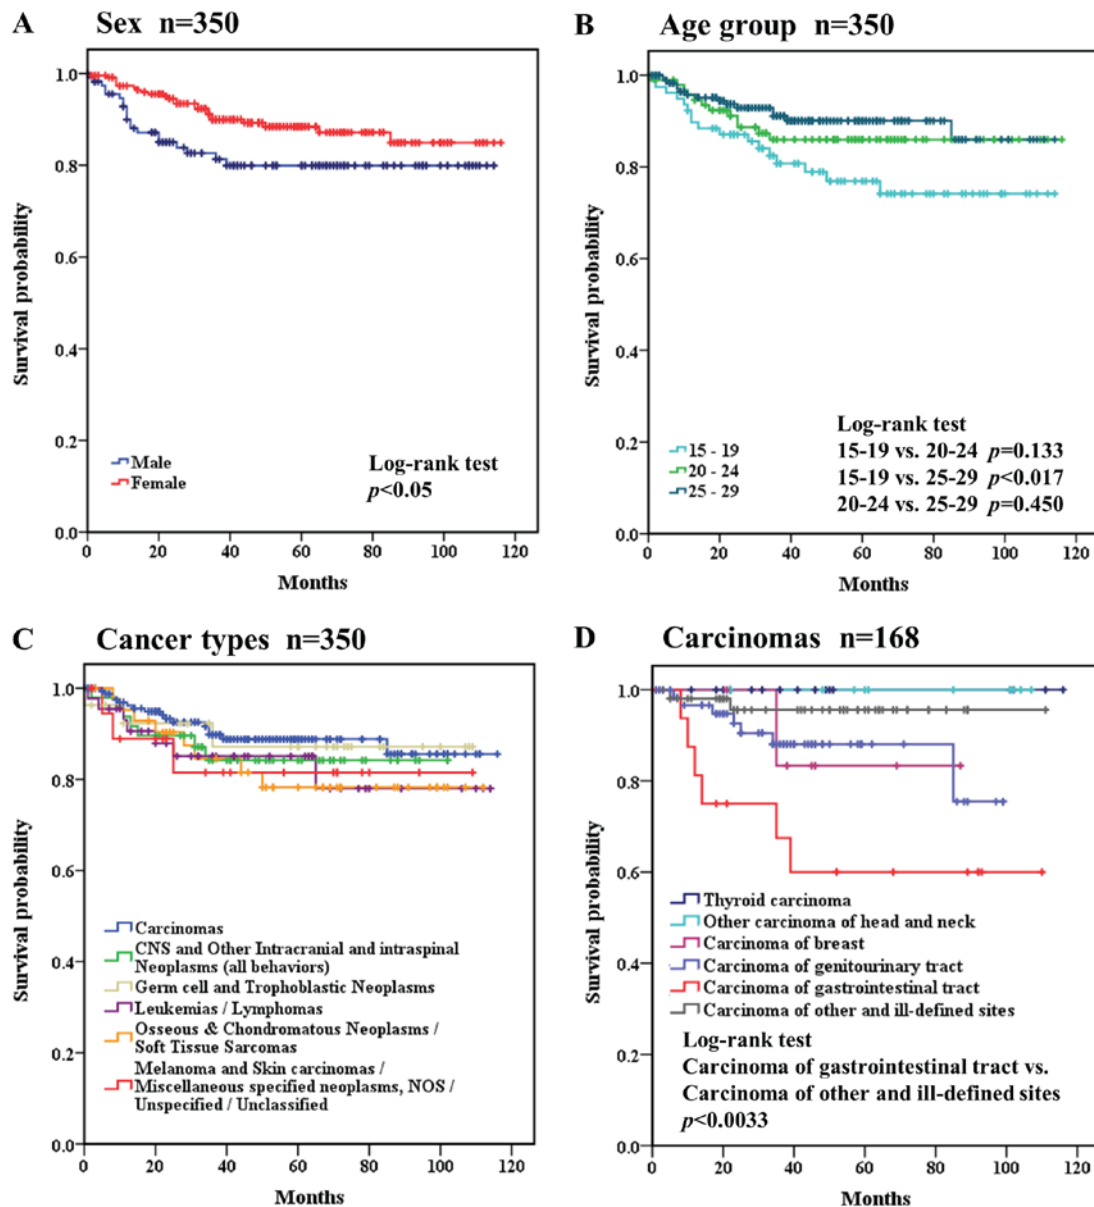 A Sex n=350
1.0
0.8
0.6
0.4
0.2
0.0
Survival probability
Male
Female
Log-rank test
p<0.05
0 20 40 60 80 100 120
Months
B Age group n=350
1.0
0.8
0.6
0.4
0.2
0.0
Survival probability
15 - 19
20 - 24
25 - 29
Log-rank test
15-19 vs. 20-24 p=0.133
15-19 vs. 25-29 p<0.017
20-24 vs. 25-29 p=0.450
0 20 40 60 80 100 120
Months
C Cancer types n=350
1.0
0.8
0.6
0.4
0.2
0.0
Survival probability
Carcinomas
CNS and Other Intracranial and intraspinal
Neoplasms (all behaviors)
Germ cell and Trophoblastic Neoplasms
Leukemias / Lymphomas
Osseous & Chondromatous Neoplasms /
Soft Tissue Sarcomas
Melanoma and Skin carcinomas /
Miscellaneous specified neoplasms, NOS /
Unspecified / Unclassified
0 20 40 60 80 100 120
Months
D Carcinomas n=168
1.0
0.8
0.6
0.4
0.2
0.0
Survival probability
Thyroid carcinoma
Other carcinoma of head and neck
Carcinoma of breast
Carcinoma of genitourinary tract
Carcinoma of gastrointestinal tract
Carcinoma of other and ill-defined sites
Log-rank test
Carcinoma of gastrointestinal tract vs.
Carcinoma of other and ill-defined sites
p<0.0033
0 20 40 60 80 100 120
Months